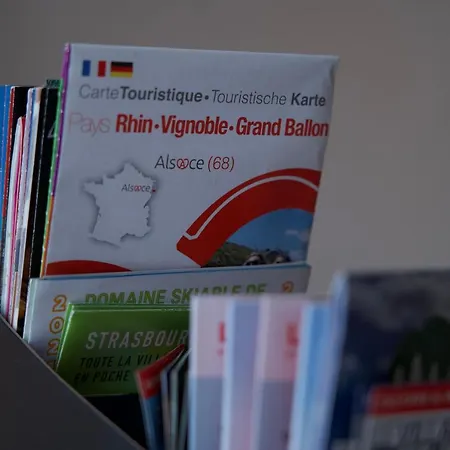 CarteTouristique • Touristische Karte
Pays Rhin • Vignoble • Grand Ballon
Alsace (68)
Alsace
DOMAINE SKIABLE DE
STRASBOURG
TOUTE LA VILLE
EN POCHE